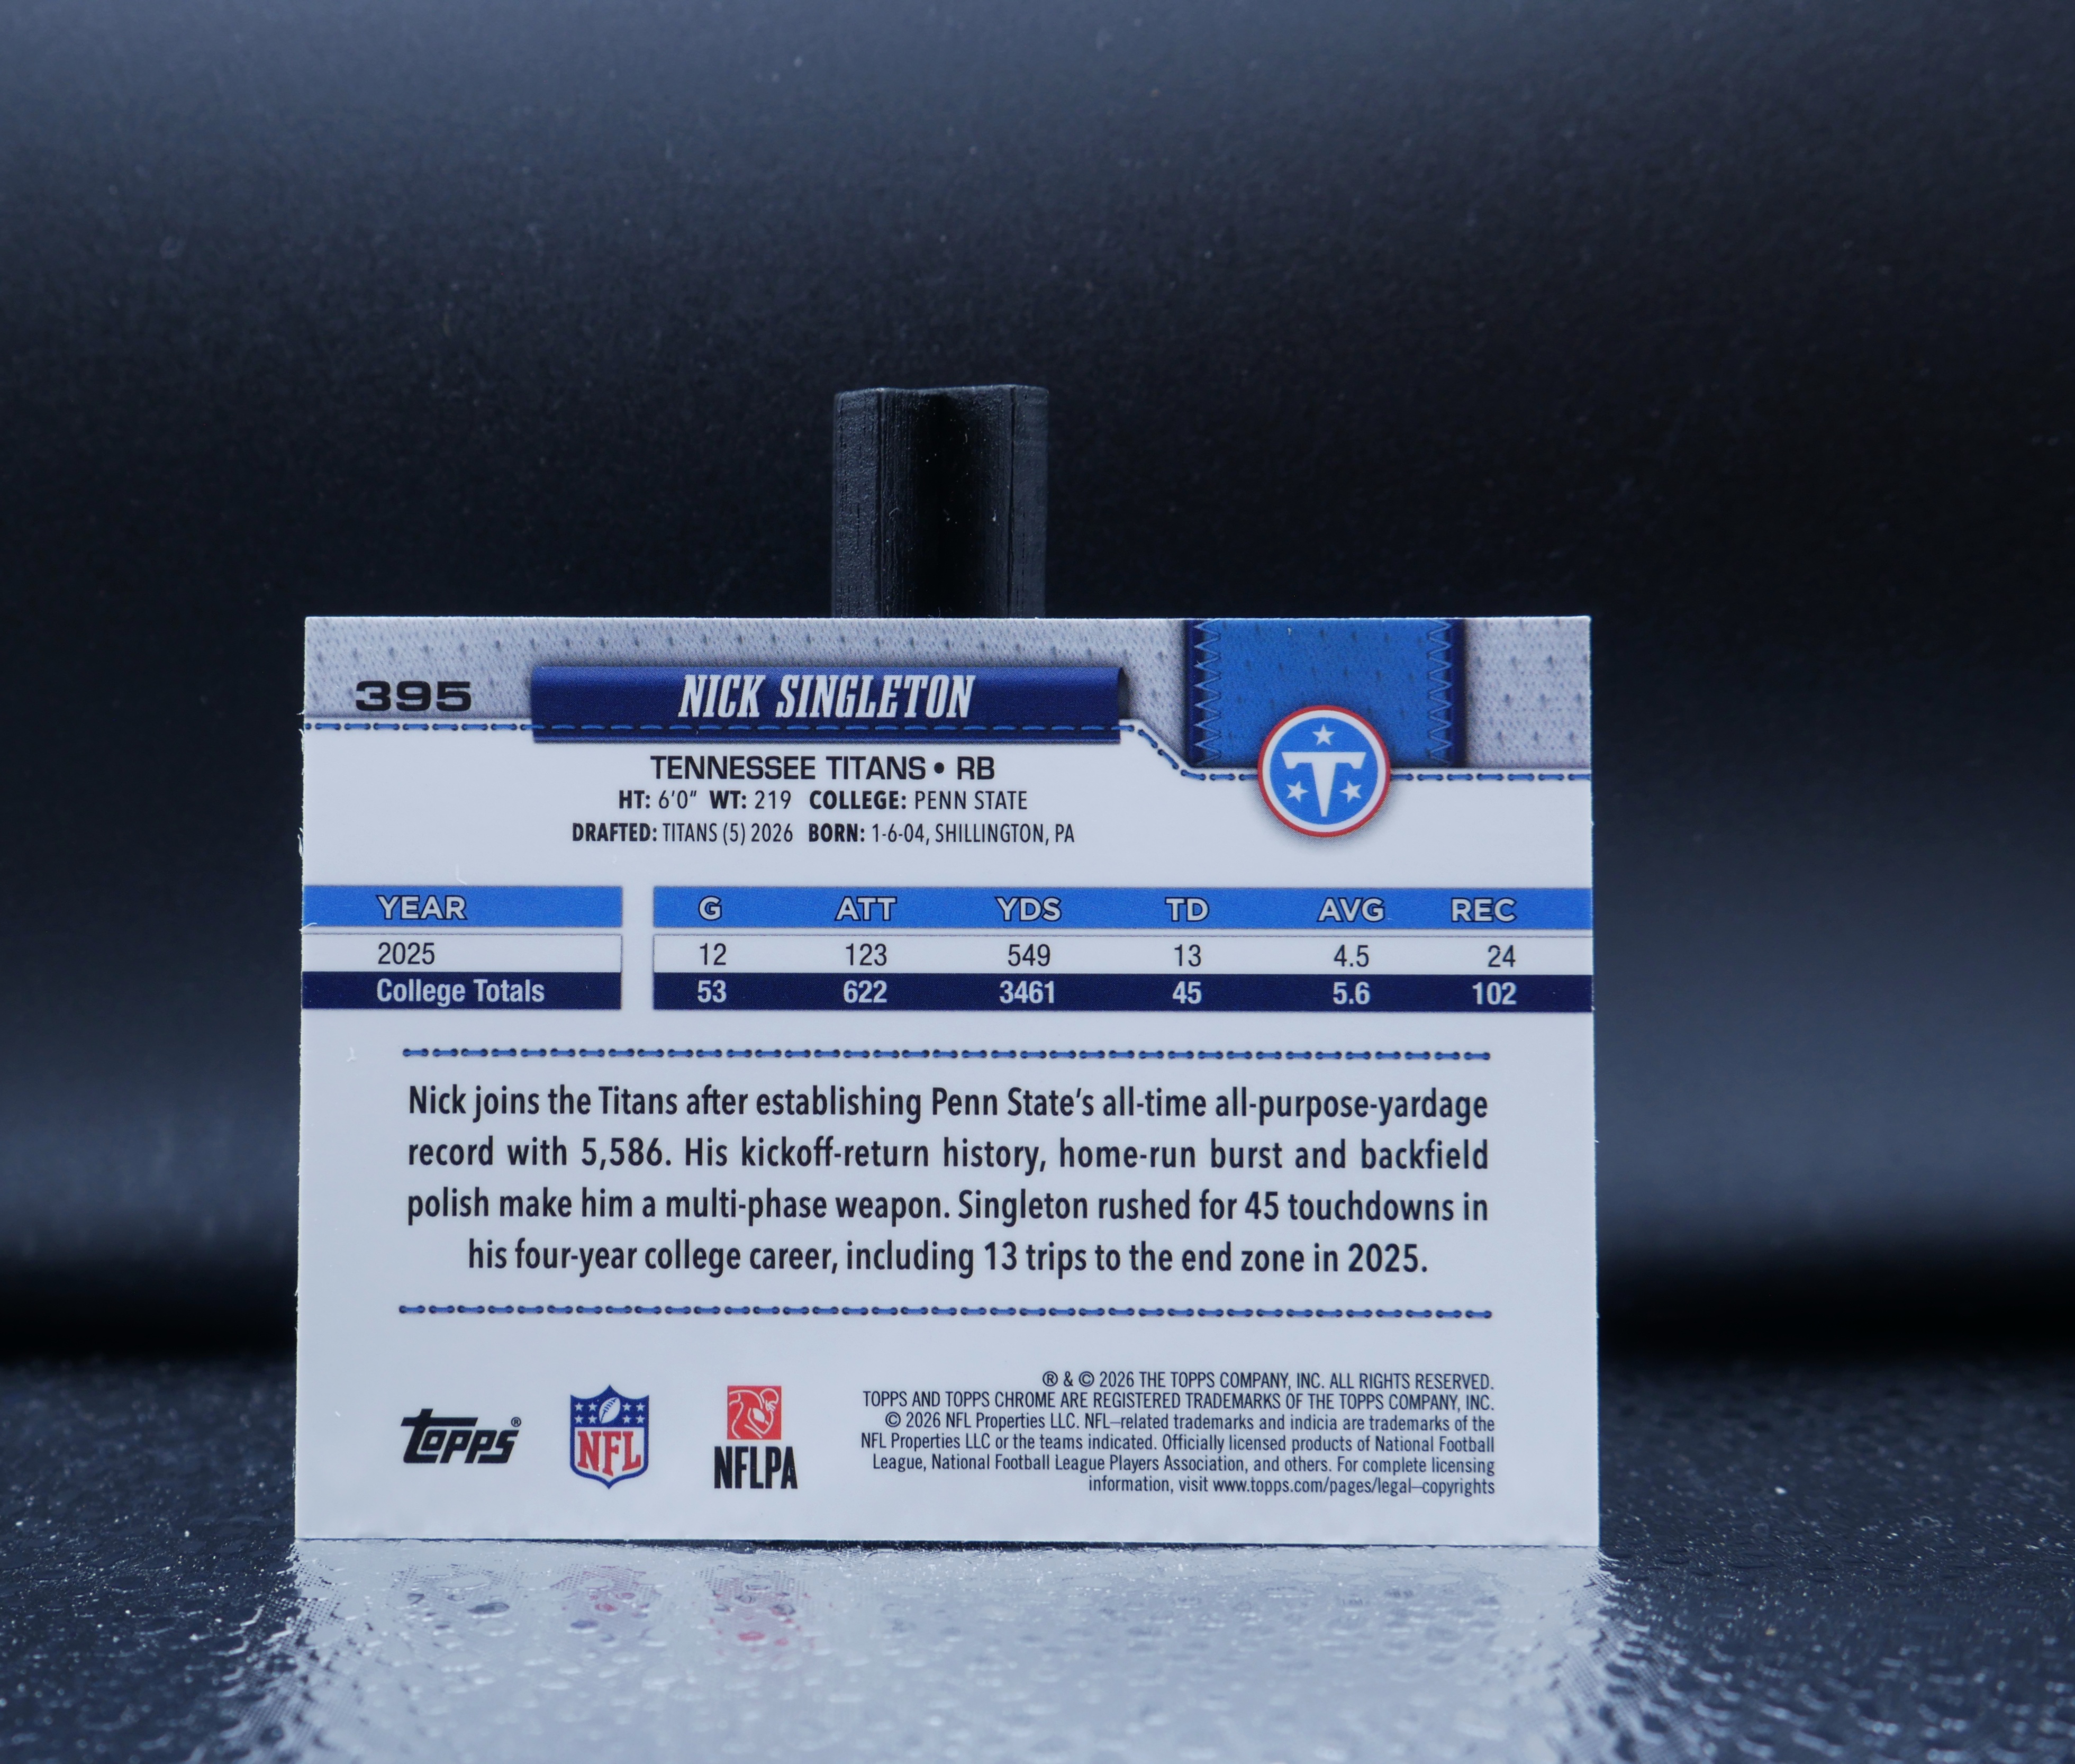 395
NICK SINGLETON
TENNESSEE TITANS • RB
HT: 6'0" WT: 219 COLLEGE: PENN STATE
DRAFTED: TITANS (5) 2026 BORN: 1-6-04, SHILLINGTON, PA
T
YEAR G ATT YDS TD AVG REC
2025 12 123 549 13 4.5 24
College Totals 53 622 3461 45 5.6 102
Nick joins the Titans after establishing Penn State's all-time all-purpose-yardage
record with 5,586. His kickoff-return history, home-run burst and backfield
polish make him a multi-phase weapon. Singleton rushed for 45 touchdowns in
his four-year college career, including 13 trips to the end zone in 2025.
topps®
NFL
NFLPA
® & © 2026 THE TOPPS COMPANY, INC. ALL RIGHTS RESERVED.
TOPPS AND TOPPS CHROME ARE REGISTERED TRADEMARKS OF THE TOPPS COMPANY, INC.
© 2026 NFL Properties LLC. NFL–related trademarks and indicia are trademarks of the
NFL Properties LLC or the teams indicated. Officially licensed products of National Football
League, National Football League Players Association, and others. For complete licensing
information, visit www.topps.com/pages/legal–copyrights